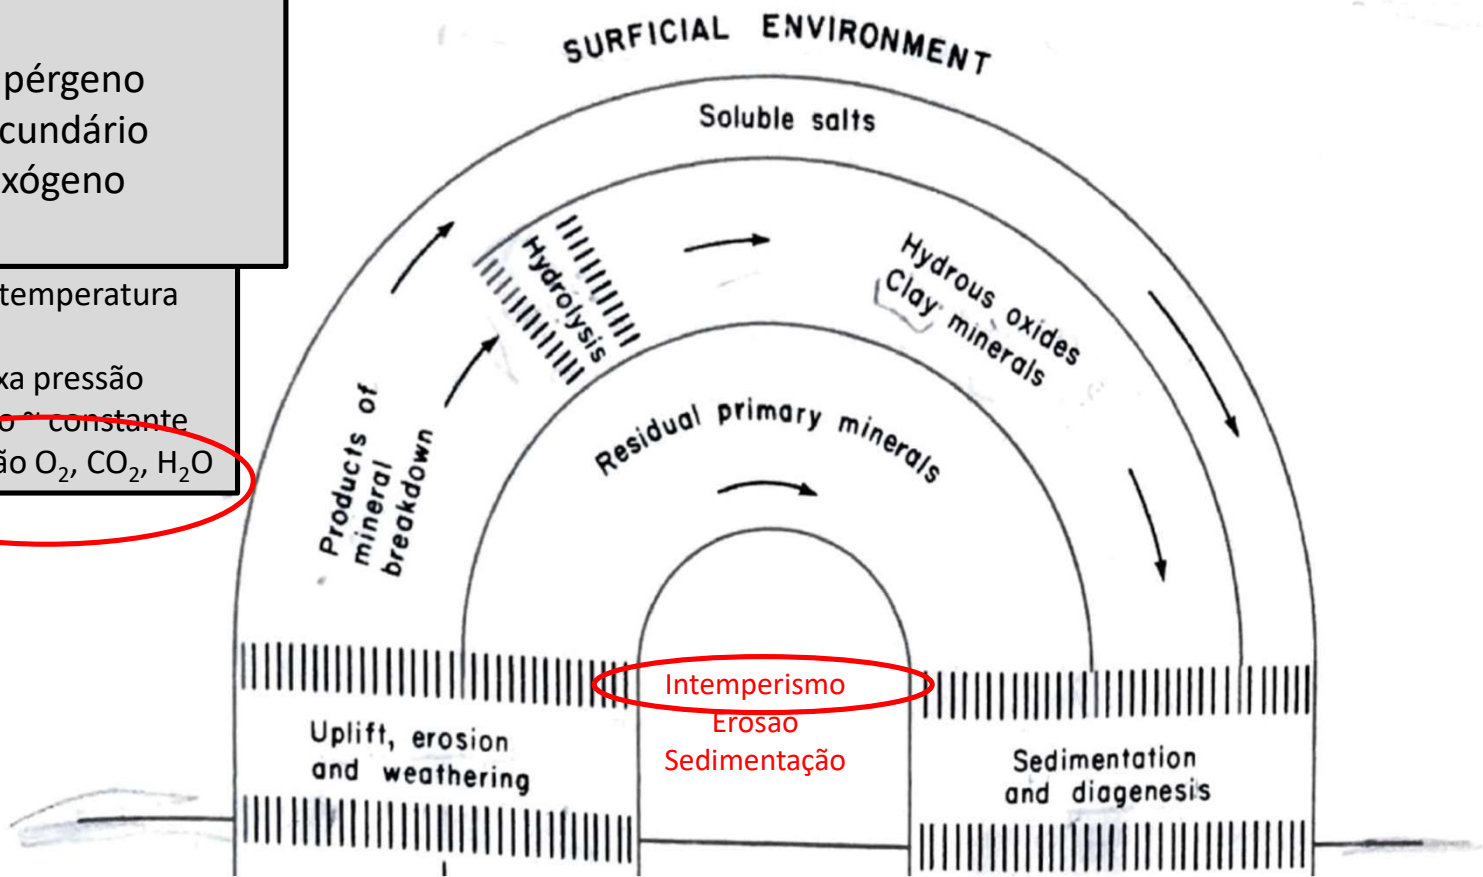 SURFICIAL ENVIRONMENT
pérgeno
cundário
xógeno
temperatura
xa pressão
o ~ constante
ão O₂, CO₂, H₂O
Soluble salts
Hydrolysis
Hydrous oxides
Clay minerals
Products of
mineral
breakdown
Residual primary minerals
Intemperismo
Erosão
Sedimentação
Uplift, erosion
and weathering
Sedimentation
and diagenesis